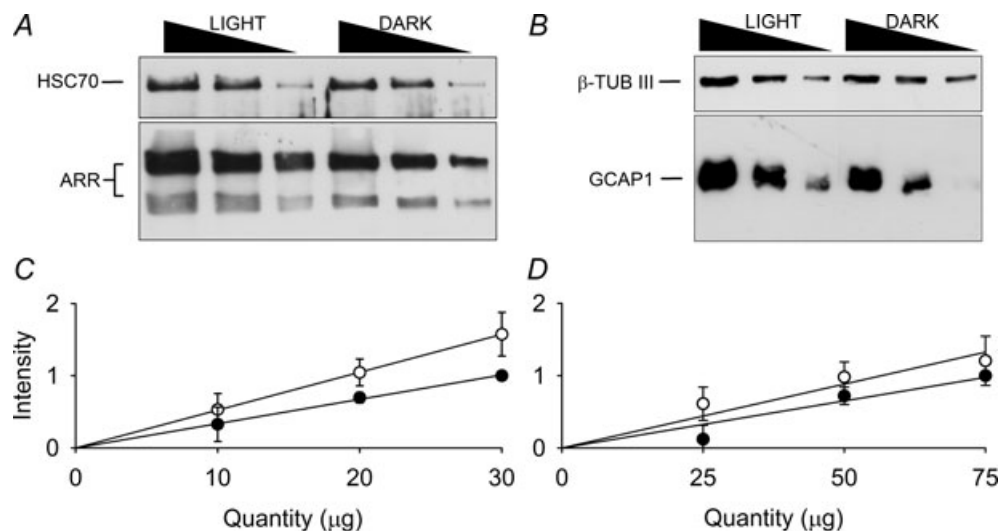 A
LIGHT
DARK
HSC70
ARR
B
LIGHT
DARK
β-TUB III
GCAP1
C
Intensity
2
1
0
0
10
20
30
Quantity (μg)
D
2
1
0
0
25
50
75
Quantity (μg)